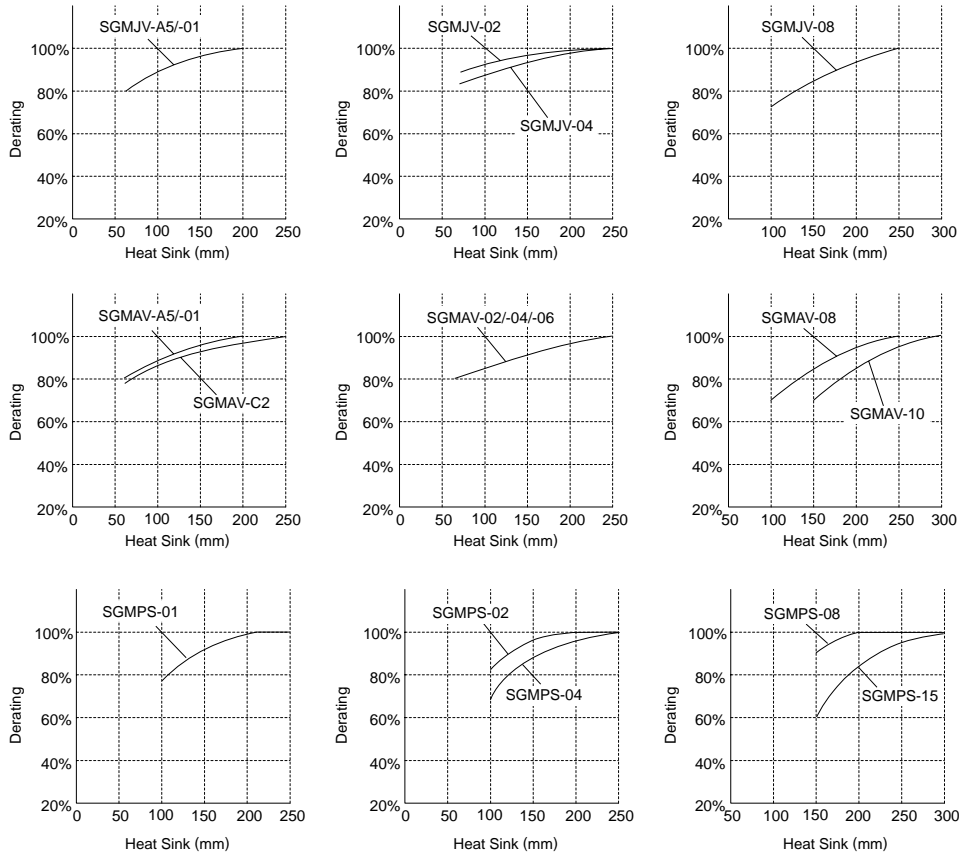 SGMJV-A5/-01
100%
80%
60%
40%
20%
Derating
0 50 100 150 200 250
Heat Sink (mm)
SGMJV-02
SGMJV-04
100%
80%
60%
40%
20%
Derating
0 50 100 150 200 250
Heat Sink (mm)
SGMJV-08
100%
80%
60%
40%
20%
Derating
100 150 200 250 300
Heat Sink (mm)
SGMAV-A5/-01
SGMAV-C2
100%
80%
60%
40%
20%
Derating
0 50 100 150 200 250
Heat Sink (mm)
SGMAV-02/-04/-06
100%
80%
60%
40%
20%
Derating
0 50 100 150 200 250
Heat Sink (mm)
SGMAV-08
SGMAV-10
100%
80%
60%
40%
20%
Derating
50 100 150 200 250 300
Heat Sink (mm)
SGMPS-01
100%
80%
60%
40%
20%
Derating
0 50 100 150 200 250
Heat Sink (mm)
SGMPS-02
SGMPS-04
100%
80%
60%
40%
20%
Derating
0 50 100 150 200 250
Heat Sink (mm)
SGMPS-08
SGMPS-15
100%
80%
60%
40%
20%
Derating
50 100 150 200 250 300
Heat Sink (mm)